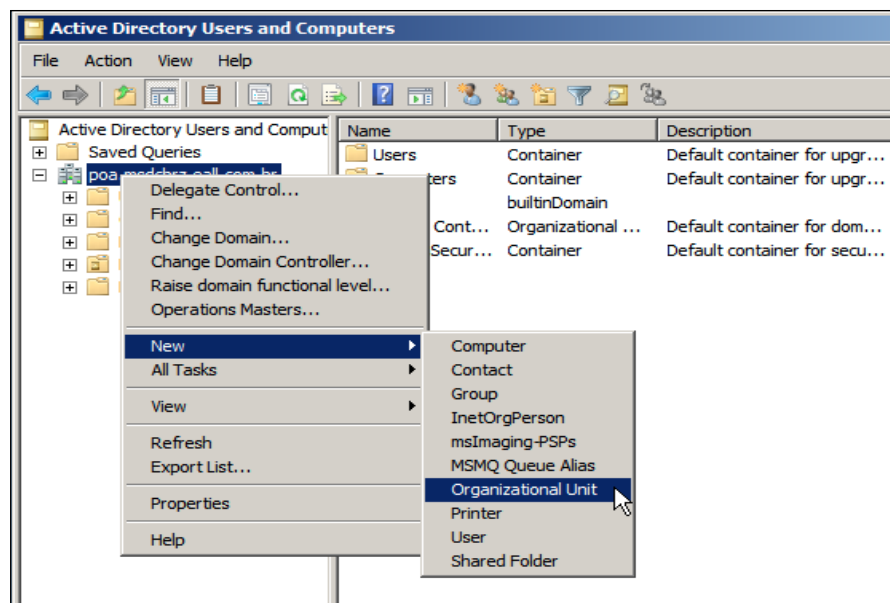 Active Directory Users and Computers
File Action View Help
Active Directory Users and Comput
Name Type Description
Saved Queries
Users Container Default container for upgr...
ters Container Default container for upgr...
builtinDomain
Cont... Organizational ... Default container for dom...
Secur... Container Default container for secu...
Delegate Control...
Find...
Change Domain...
Change Domain Controller...
Raise domain functional level...
Operations Masters...
New
All Tasks
View
Refresh
Export List...
Properties
Help
Computer
Contact
Group
InetOrgPerson
msImaging-PSPs
MSMQ Queue Alias
Organizational Unit
Printer
User
Shared Folder